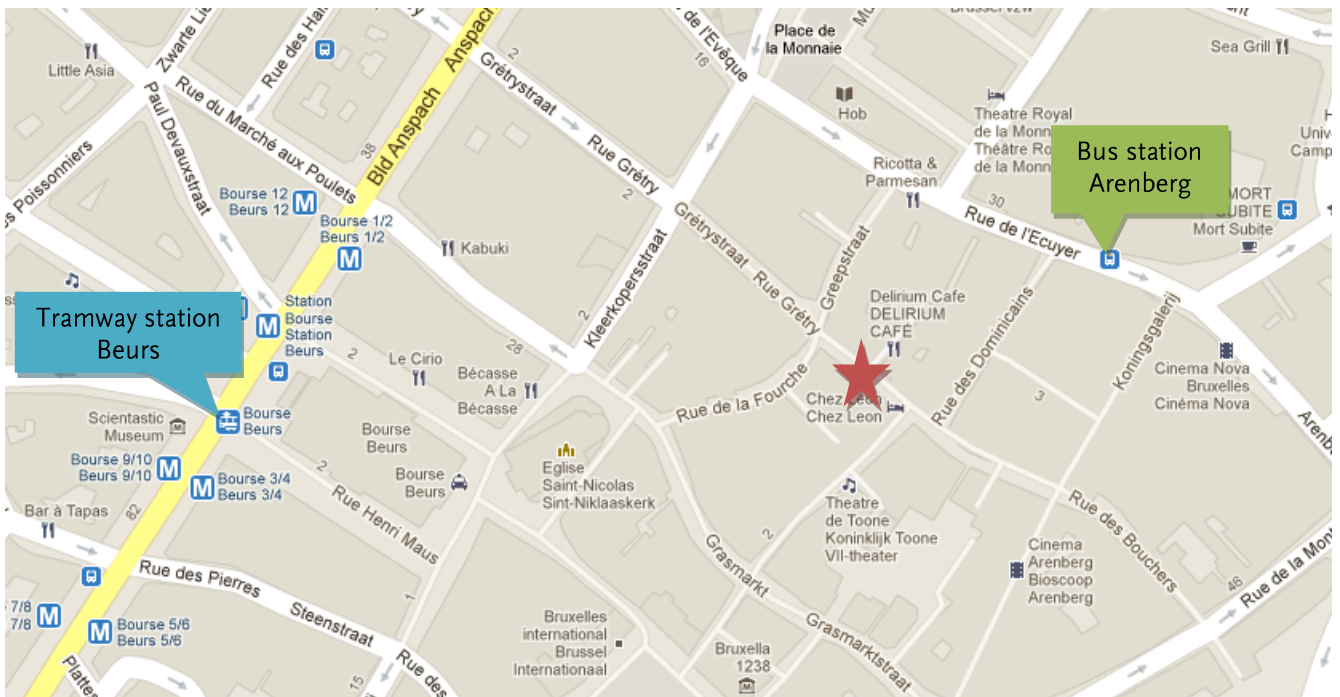 Little Asia
Zwarte Lie
Rue des Hal
Anspach
2
Grétrystraat
de l'Evêque
16
Place de
la Monnaie
Brasservzw
Sea Grill
Rue du Marché aux Poulets
Paul Devauxstraat
38
Bld Anspach
Rue Grétry
2
Hob
Theatre Royal
de la Monn
Théâtre Ro
de la Monn
Univ
Camp
Bus station
Arenberg
Ricotta &
Parmesan
30
Rue de l'Ecuyer
MORT
SUBITE
Mort Subite
es Poissonniers
Bourse 12
Beurs 12
M
Bourse 1/2
Beurs 1/2
M
Kabuki
Kleerkopersstraat
2
Grétrystraat
Rue Grétry
Greepstraat
Delirium Cafe
DELIRIUM
CAFÉ
Rue des Dominicains
Koningsgalerij
Tramway station
Beurs
M
Station
Bourse
Station
Beurs
2
28
Le Cirio
Bécasse
A La
Bécasse
Rue de la Fourche
Chez Leon
Chez Leon
3
Cinema Nova
Bruxelles
Cinéma Nova
Arenb
Scientastic
Museum
Bourse
Beurs
Bourse
Beurs
Bourse 9/10
Beurs 9/10
M
M
Bourse 3/4
Beurs 3/4
2
Rue Henri Maus
Bourse
Beurs
Eglise
Saint-Nicolas
Sint-Niklaaskerk
Theatre
de Toone
Koninklijk Toone
VII-theater
2
Rue des Bouchers
Bar à Tapas
82
Grasmarkt
Cinema
Arenberg
Bioscoop
Arenberg
46
Rue de la Mont
Rue des Pierres
Steenstraat
1
7/8
7/8
M
M
Bourse 5/6
Beurs 5/6
Plattes
Rue des
15
Bruxelles
international
Brussel
Internationaal
Bruxella
1238
Grasmarktstraat